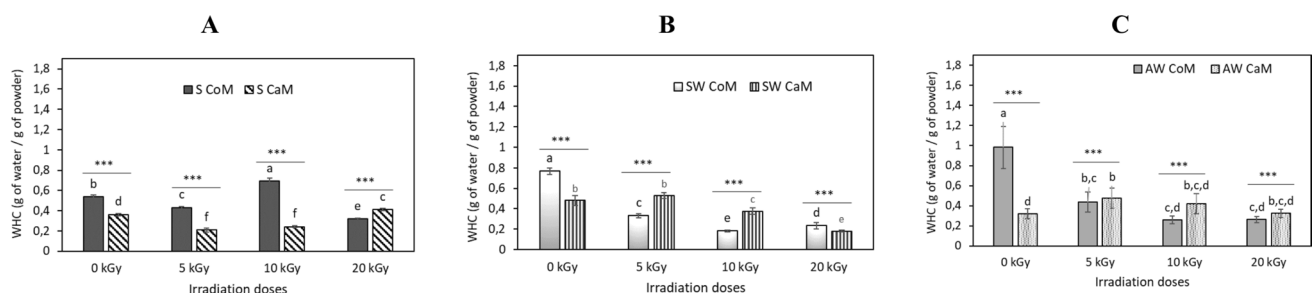 A
WHC (g of water / g of powder)
1,8
1,6
1,4
1,2
1
0,8
0,6
0,4
0,2
0
S CoM
S CaM
***
***
***
***
b
d
c
f
a
f
e
c
0 kGy
5 kGy
10 kGy
20 kGy
Irradiation doses
B
WHC (g of water / g of powder)
1,8
1,6
1,4
1,2
1
0,8
0,6
0,4
0,2
0
SW CoM
SW CaM
***
***
***
***
a
b
c
b
e
c
d
e
0 kGy
5 kGy
10 kGy
20 kGy
Irradiation doses
C
WHC (g of water / g of powder)
1,8
1,6
1,4
1,2
1
0,8
0,6
0,4
0,2
0
AW CoM
AW CaM
***
***
***
***
a
d
b,c
b
c,d
b,c,d
c,d
b,c,d
0 kGy
5 kGy
10 kGy
20 kGy
Irradiation doses